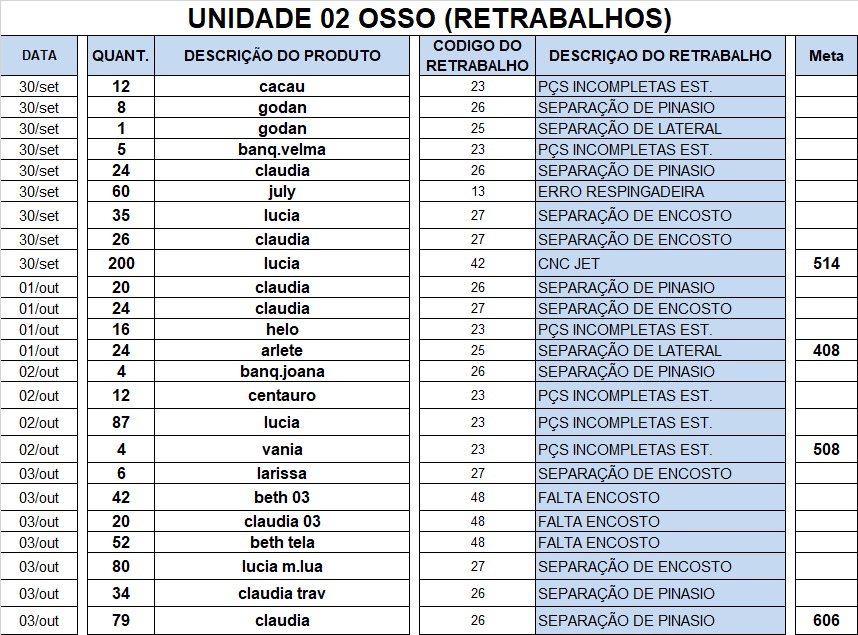 UNIDADE 02 OSSO (RETRABALHOS)
DATA QUANT. DESCRIÇÃO DO PRODUTO CODIGO DO RETRABALHO DESCRIÇAO DO RETRABALHO Meta
30/set 12 cacau 23 PÇS INCOMPLETAS EST.
30/set 8 godan 26 SEPARAÇÃO DE PINASIO
30/set 1 godan 25 SEPARAÇÃO DE LATERAL
30/set 5 banq.velma 23 PÇS INCOMPLETAS EST.
30/set 24 claudia 26 SEPARAÇÃO DE PINASIO
30/set 60 july 13 ERRO RESPINGADEIRA
30/set 35 lucia 27 SEPARAÇÃO DE ENCOSTO
30/set 26 claudia 27 SEPARAÇÃO DE ENCOSTO
30/set 200 lucia 42 CNC JET 514
01/out 20 claudia 26 SEPARAÇÃO DE PINASIO
01/out 24 claudia 27 SEPARAÇÃO DE ENCOSTO
01/out 16 helo 23 PÇS INCOMPLETAS EST.
01/out 24 arlete 25 SEPARAÇÃO DE LATERAL 408
02/out 4 banq.joana 26 SEPARAÇÃO DE PINASIO
02/out 12 centauro 23 PÇS INCOMPLETAS EST.
02/out 87 lucia 23 PÇS INCOMPLETAS EST.
02/out 4 vania 23 PÇS INCOMPLETAS EST. 508
03/out 6 larissa 27 SEPARAÇÃO DE ENCOSTO
03/out 42 beth 03 48 FALTA ENCOSTO
03/out 20 claudia 03 48 FALTA ENCOSTO
03/out 52 beth tela 48 FALTA ENCOSTO
03/out 80 lucia m.lua 27 SEPARAÇÃO DE ENCOSTO
03/out 34 claudia trav 26 SEPARAÇÃO DE PINASIO
03/out 79 claudia 26 SEPARAÇÃO DE PINASIO 606